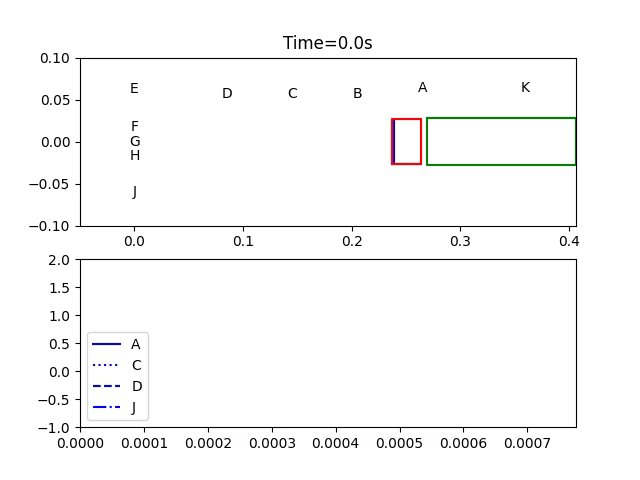 Time=0.0s
0.10
E D C B A K
0.05
F
0.00 G
H
−0.05 J
−0.10
0.0 0.1 0.2 0.3 0.4
2.0
1.5
1.0
0.5
A
0.0 C
D
−0.5 J
−1.0
0.0000 0.0001 0.0002 0.0003 0.0004 0.0005 0.0006 0.0007